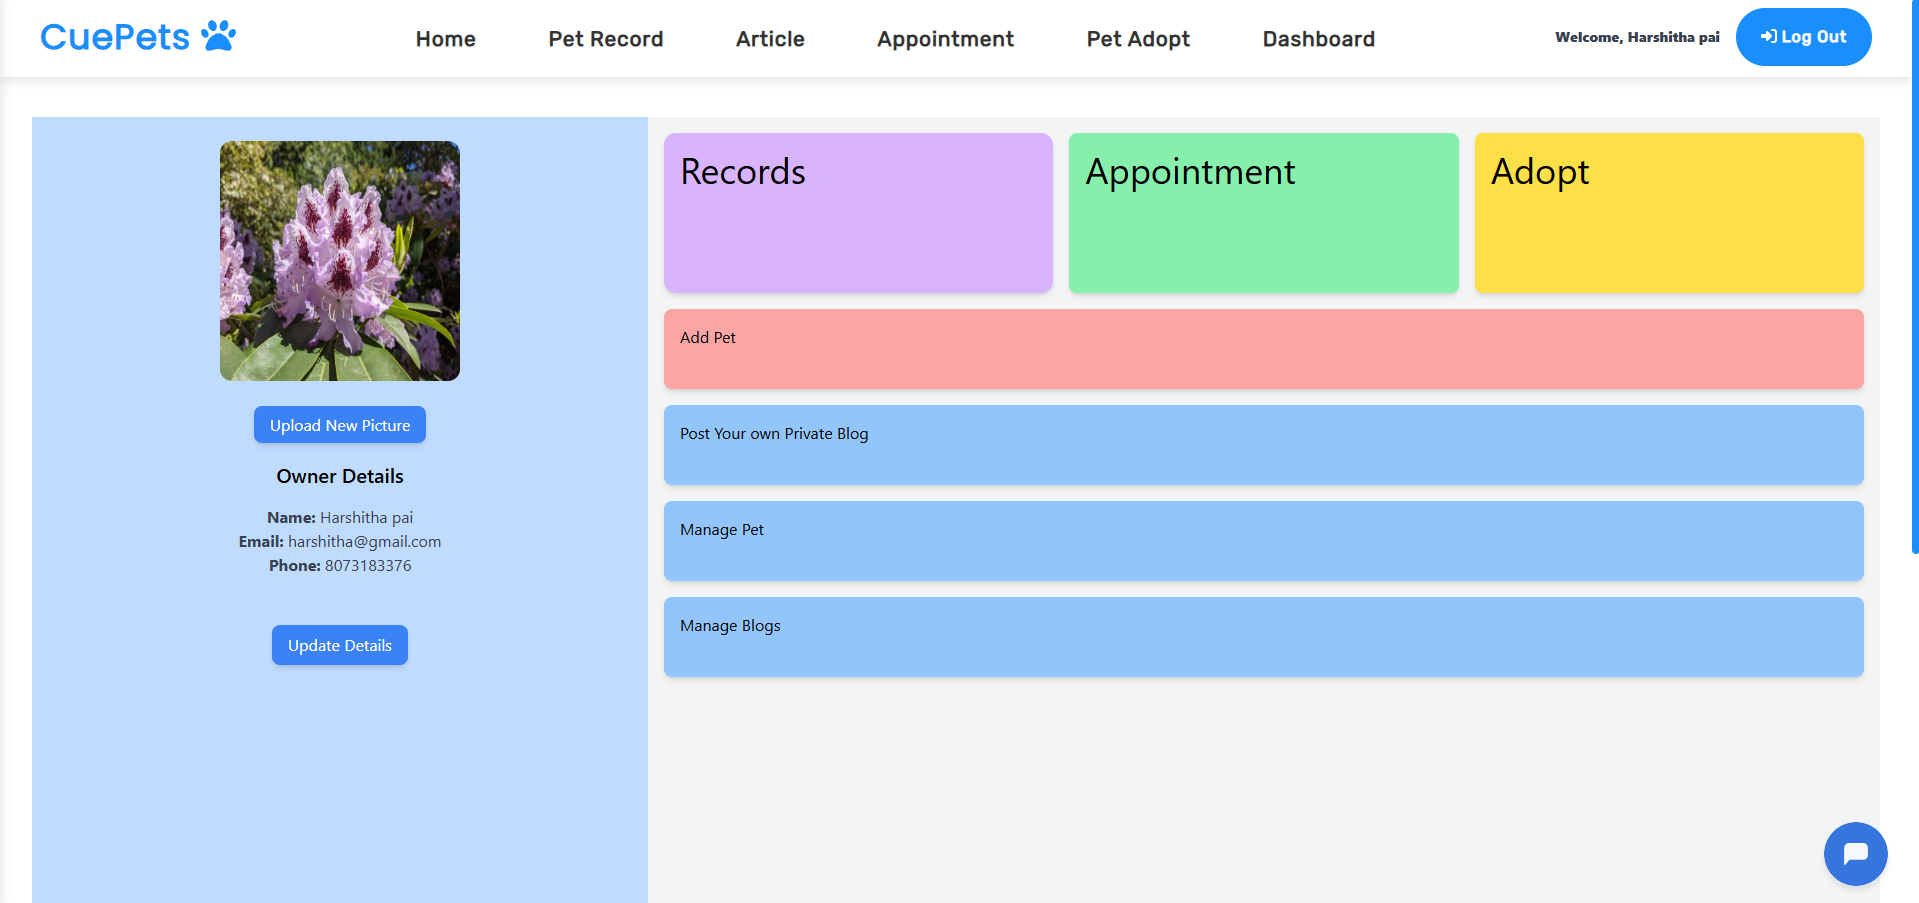 CuePets
Home Pet Record Article Appointment Pet Adopt Dashboard
Welcome, Harshitha pai
Log Out
Upload New Picture
Owner Details
Name: Harshitha pai
Email: harshitha@gmail.com
Phone: 8073183376
Update Details
Records
Appointment
Adopt
Add Pet
Post Your own Private Blog
Manage Pet
Manage Blogs